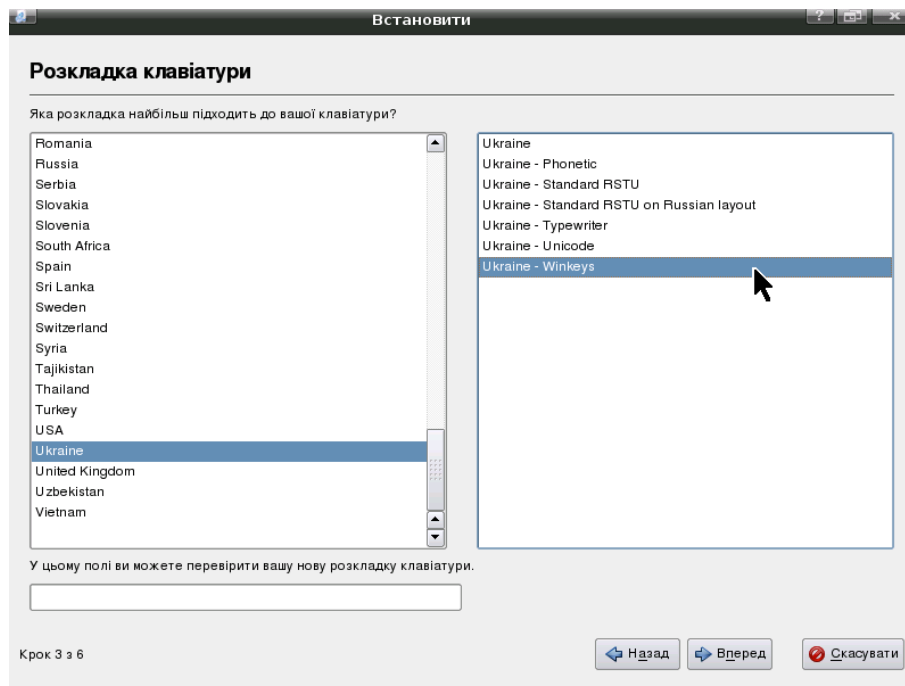 Встановити
?
Розкладка клавіатури
Яка розкладка найбільш підходить до вашої клавіатури?
Romania
Russia
Serbia
Slovakia
Slovenia
South Africa
Spain
Sri Lanka
Sweden
Switzerland
Syria
Tajikistan
Thailand
Turkey
USA
Ukraine
United Kingdom
Uzbekistan
Vietnam
Ukraine
Ukraine - Phonetic
Ukraine - Standard RSTU
Ukraine - Standard RSTU on Russian layout
Ukraine - Typewriter
Ukraine - Unicode
Ukraine - Winkeys
У цьому полі ви можете перевірити вашу нову розкладку клавіатури.
Крок 3 з 6
Назад
Вперед
Скасувати